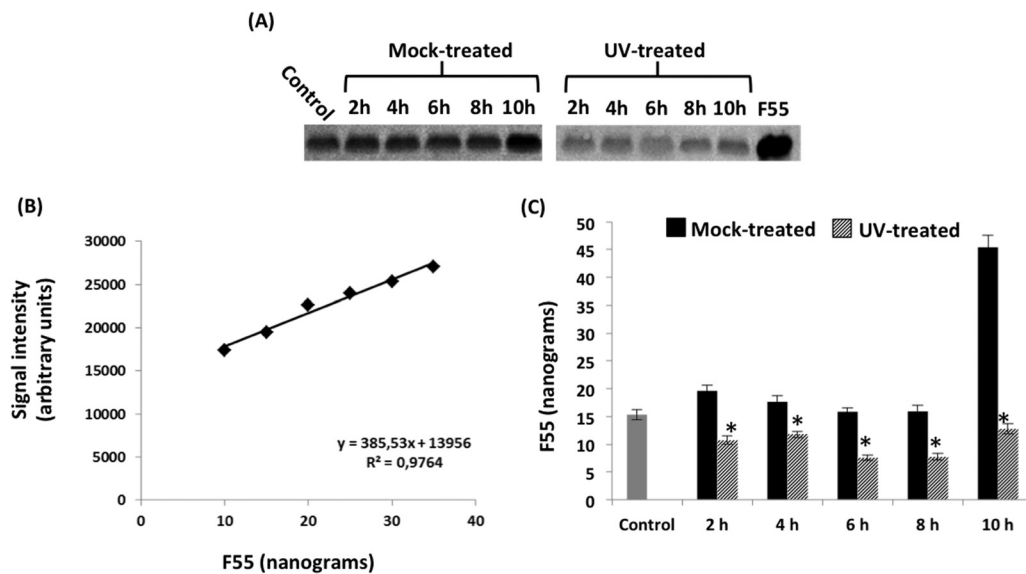 (A)
Mock-treated
UV-treated
Control
2h 4h 6h 8h 10h
2h 4h 6h 8h 10h F55
(B)
Signal intensity
(arbitrary units)
30000
25000
20000
15000
10000
5000
0
0 10 20 30 40
y = 385,53x + 13956
R² = 0,9764
F55 (nanograms)
(C)
Mock-treated UV-treated
F55 (nanograms)
50
45
40
35
30
25
20
15
10
5
0
* * * * *
Control 2 h 4 h 6 h 8 h 10 h